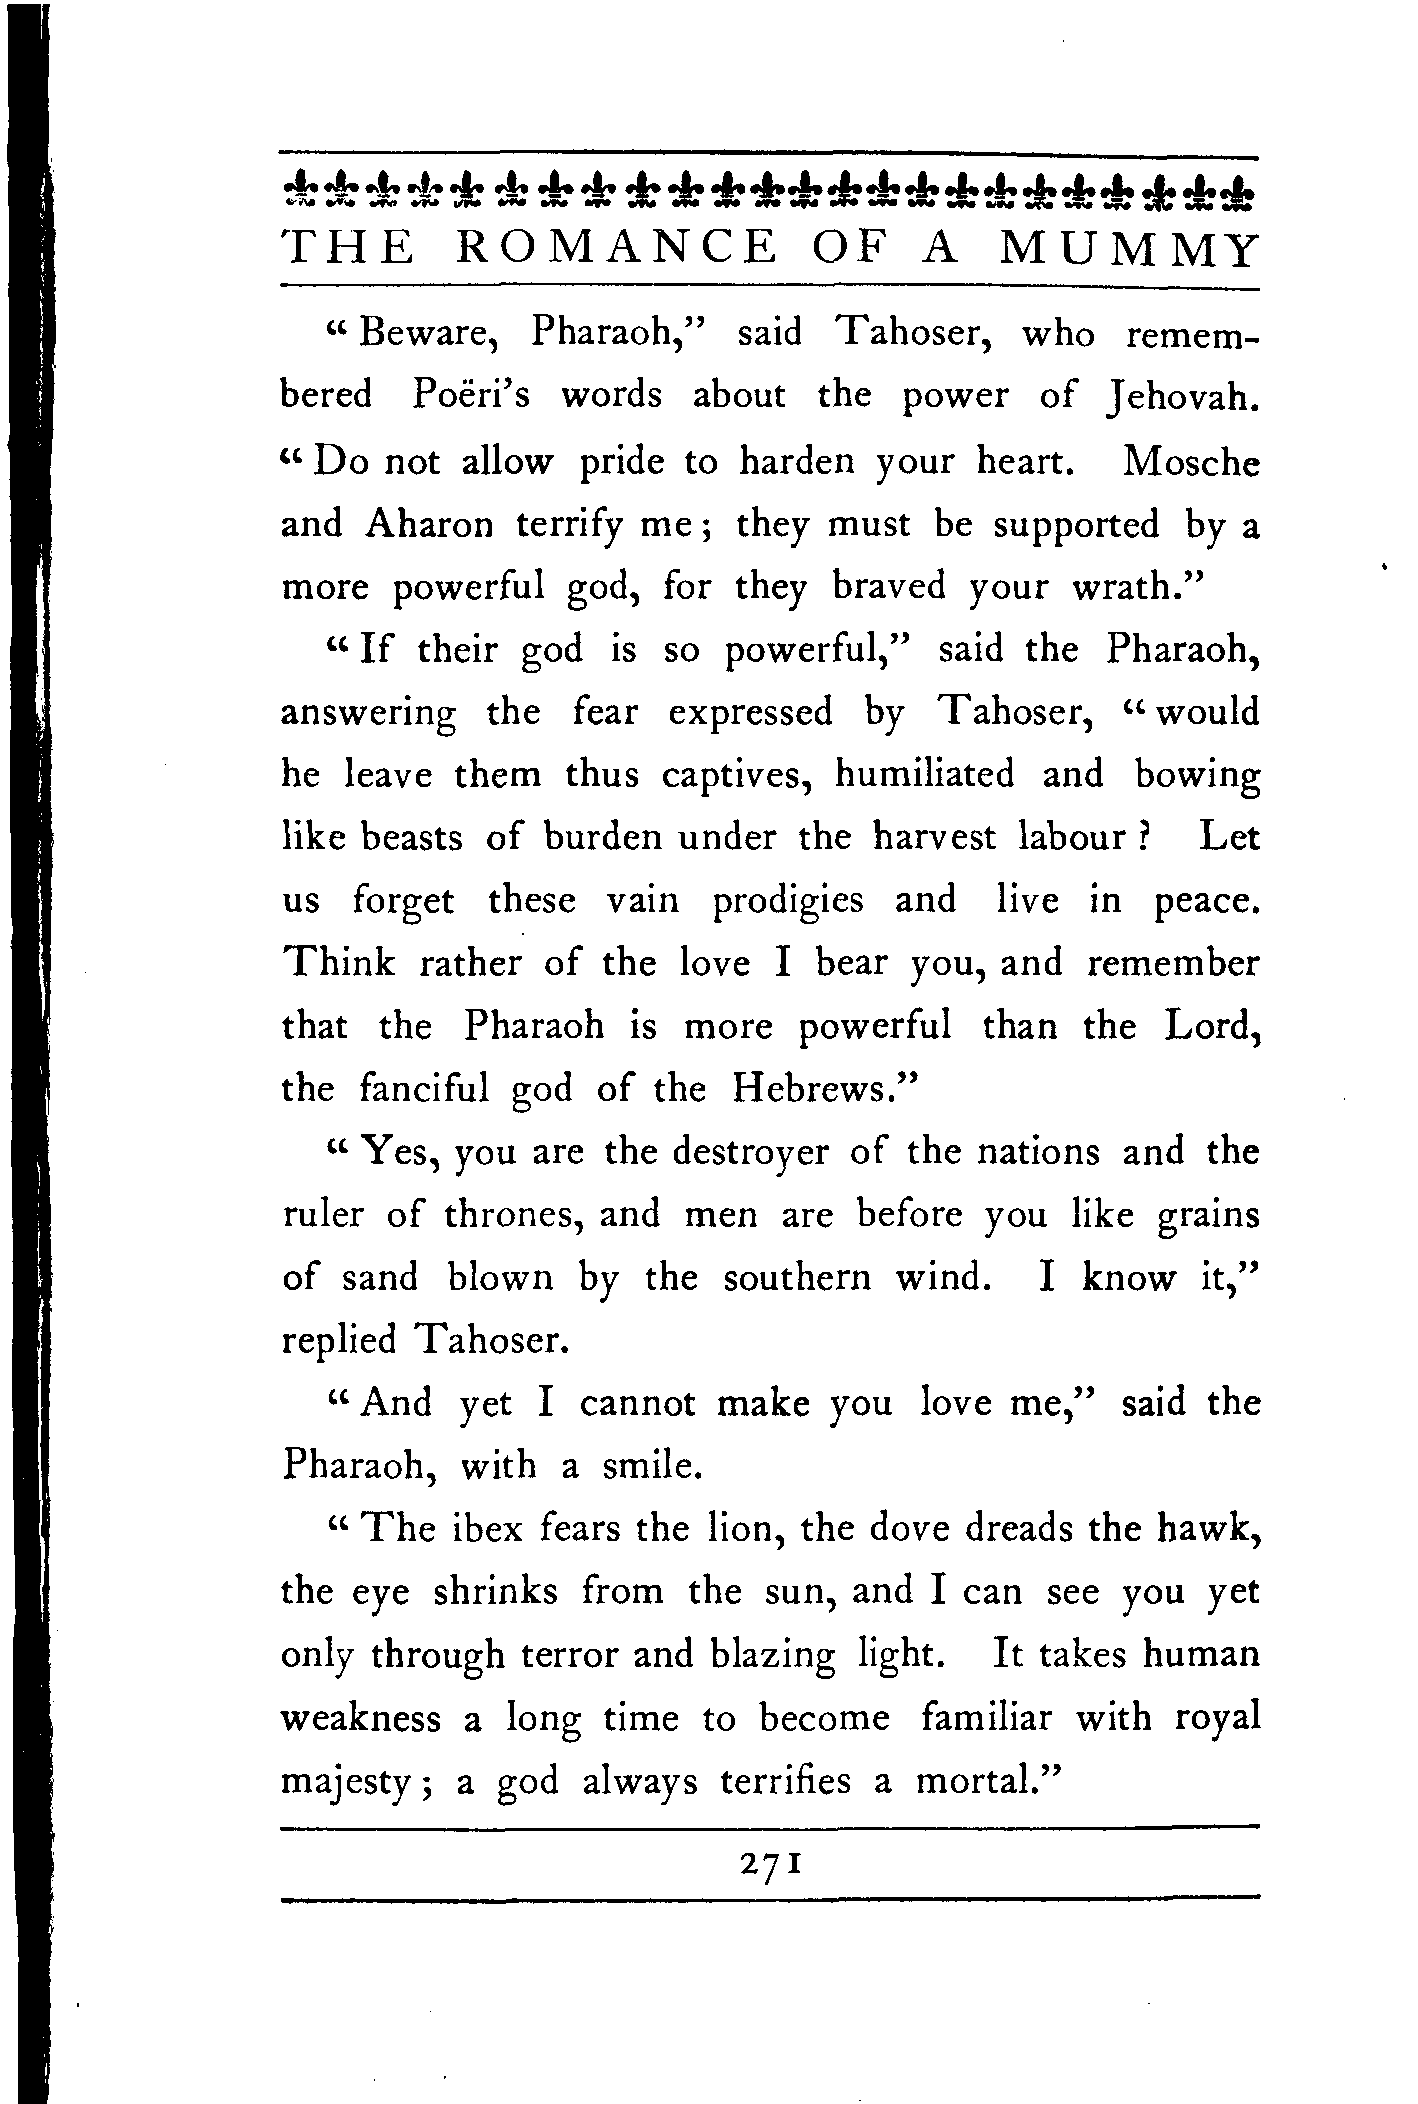 THE ROMANCE OF A MUMMY
“Beware, Pharaoh,” said Tahoser, who remem-
bered Poëri’s words about the power of Jehovah.
“Do not allow pride to harden your heart. Mosche
and Aharon terrify me; they must be supported by a
more powerful god, for they braved your wrath.”
“If their god is so powerful,” said the Pharaoh,
answering the fear expressed by Tahoser, “would
he leave them thus captives, humiliated and bowing
like beasts of burden under the harvest labour? Let
us forget these vain prodigies and live in peace.
Think rather of the love I bear you, and remember
that the Pharaoh is more powerful than the Lord,
the fanciful god of the Hebrews.”
“Yes, you are the destroyer of the nations and the
ruler of thrones, and men are before you like grains
of sand blown by the southern wind. I know it,”
replied Tahoser.
“And yet I cannot make you love me,” said the
Pharaoh, with a smile.
“The ibex fears the lion, the dove dreads the hawk,
the eye shrinks from the sun, and I can see you yet
only through terror and blazing light. It takes human
weakness a long time to become familiar with royal
majesty; a god always terrifies a mortal.”
271